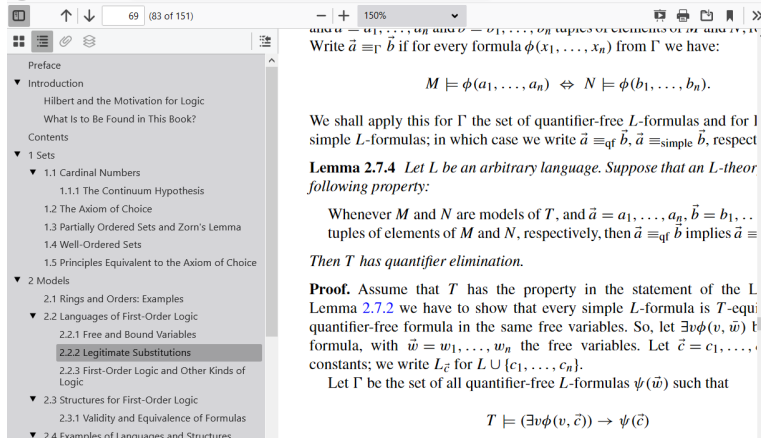 69 (83 of 151) 150%
Preface
Introduction
Hilbert and the Motivation for Logic
What Is to Be Found in This Book?
Contents
1 Sets
1.1 Cardinal Numbers
1.1.1 The Continuum Hypothesis
1.2 The Axiom of Choice
1.3 Partially Ordered Sets and Zorn's Lemma
1.4 Well-Ordered Sets
1.5 Principles Equivalent to the Axiom of Choice
2 Models
2.1 Rings and Orders: Examples
2.2 Languages of First-Order Logic
2.2.1 Free and Bound Variables
2.2.2 Legitimate Substitutions
2.2.3 First-Order Logic and Other Kinds of
Logic
2.3 Structures for First-Order Logic
2.3.1 Validity and Equivalence of Formulas
2.4 Examples of Languages and Structures
Write a⃗ ≡Γ b⃗ if for every formula ϕ(x₁, . . . , xₙ) from Γ we have:
M ⊨ ϕ(a₁, . . . , aₙ) ⇔ N ⊨ ϕ(b₁, . . . , bₙ).
We shall apply this for Γ the set of quantifier-free L-formulas and for
simple L-formulas; in which case we write a⃗ ≡qf b⃗, a⃗ ≡simple b⃗, respect
Lemma 2.7.4 Let L be an arbitrary language. Suppose that an L-theor
following property:
Whenever M and N are models of T, and a⃗ = a₁, . . . , aₙ, b⃗ = b₁, . .
tuples of elements of M and N, respectively, then a⃗ ≡qf b⃗ implies a⃗ ≡
Then T has quantifier elimination.
Proof. Assume that T has the property in the statement of the L
Lemma 2.7.2 we have to show that every simple L-formula is T-equi
quantifier-free formula in the same free variables. So, let ∃vϕ(v, w⃗)
formula, with w⃗ = w₁, . . . , wₙ the free variables. Let c⃗ = c₁, . . . ,
constants; we write L_c⃗ for L ∪ {c₁, . . . , cₙ}.
Let Γ be the set of all quantifier-free L-formulas ψ(w⃗) such that
T ⊨ (∃vϕ(v, c⃗)) → ψ(c⃗)